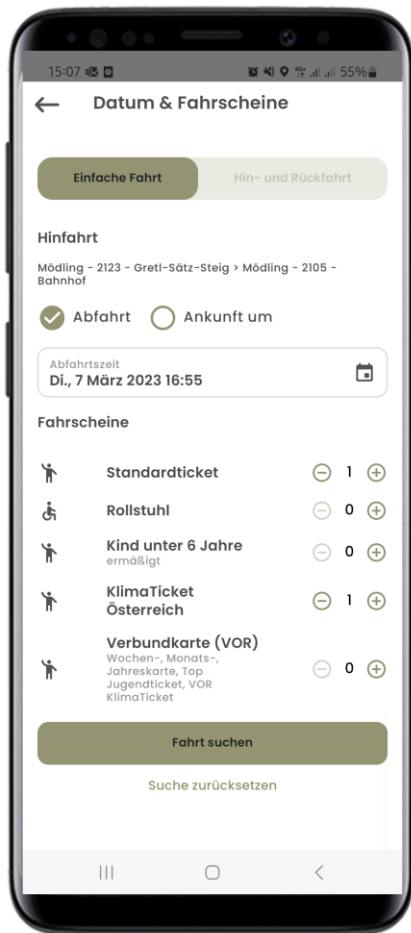 15:07 55%
Datum & Fahrscheine
Einfache Fahrt Hin- und Rückfahrt
Hinfahrt
Mödling - 2123 - Gretl-Sätz-Steig > Mödling - 2105 -
Bahnhof
Abfahrt Ankunft um
Abfahrtszeit
Di., 7 März 2023 16:55
Fahrscheine
Standardticket 1
Rollstuhl 0
Kind unter 6 Jahre 0
ermäßigt
KlimaTicket
Österreich 1
Verbundkarte (VOR)
Wochen-, Monats-,
Jahreskarte, Top 0
Jugendticket, VOR
KlimaTicket
Fahrt suchen
Suche zurücksetzen